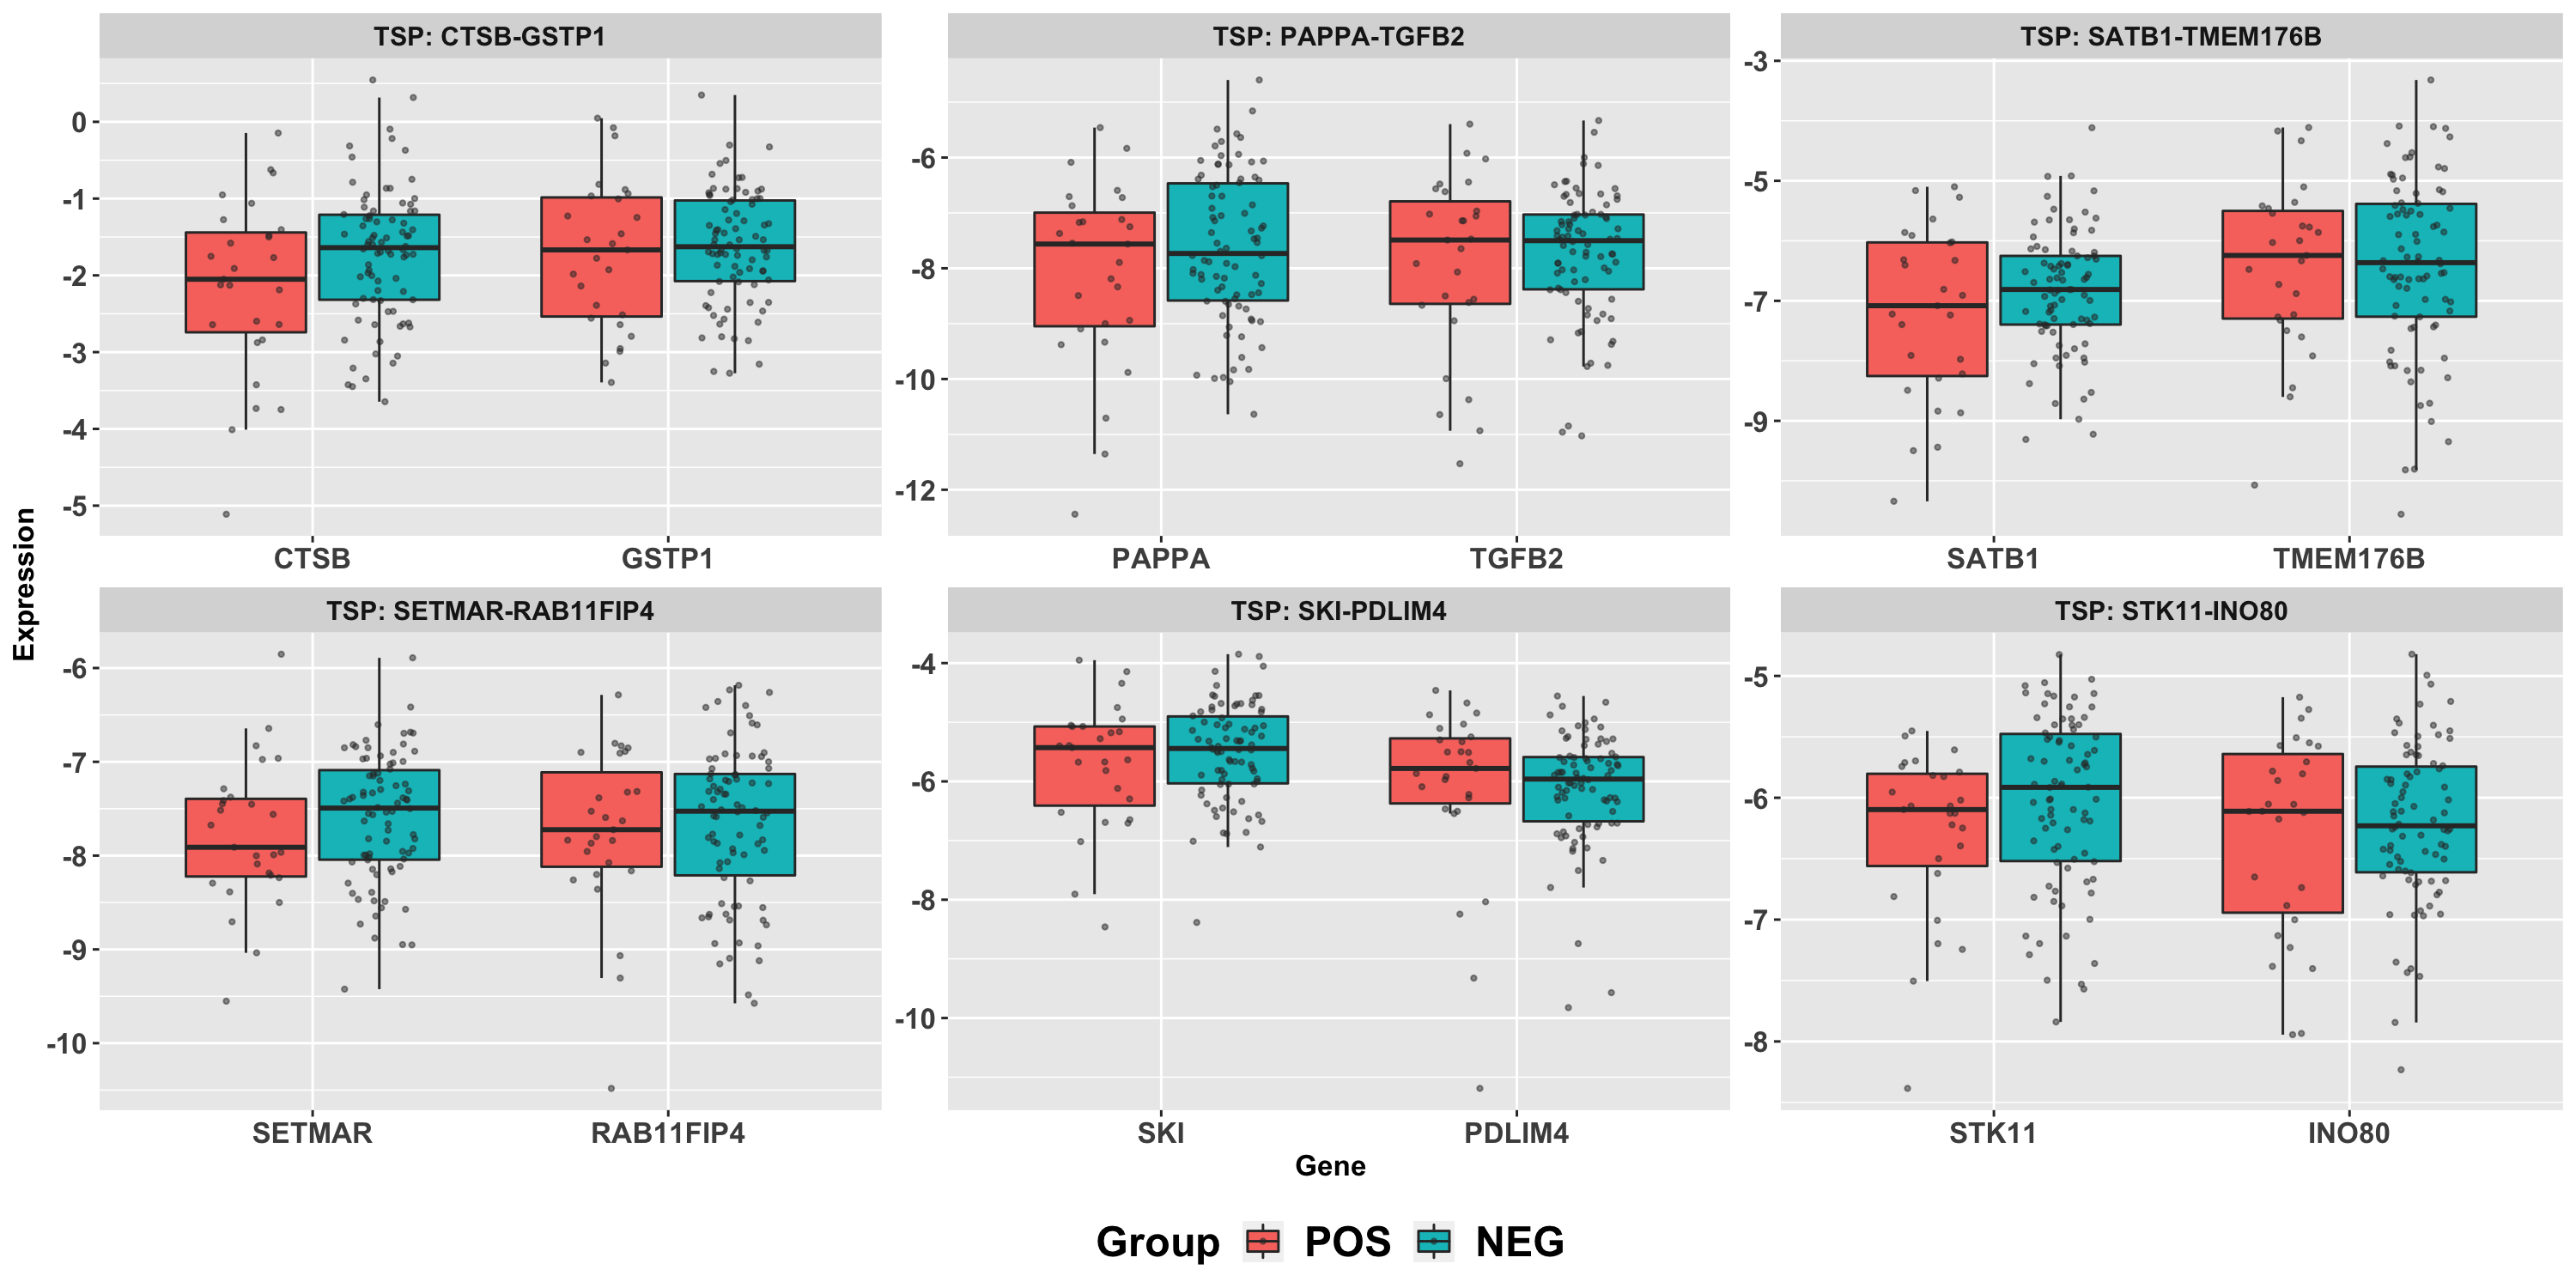 TSP: CTSB-GSTP1
0
-1
-2
-3
-4
-5
CTSB GSTP1
TSP: PAPPA-TGFB2
-6
-8
-10
-12
PAPPA TGFB2
TSP: SATB1-TMEM176B
-3
-5
-7
-9
SATB1 TMEM176B
Expression
TSP: SETMAR-RAB11FIP4
-6
-7
-8
-9
-10
SETMAR RAB11FIP4
TSP: SKI-PDLIM4
-4
-6
-8
-10
SKI PDLIM4
TSP: STK11-INO80
-5
-6
-7
-8
STK11 INO80
Gene
Group POS NEG